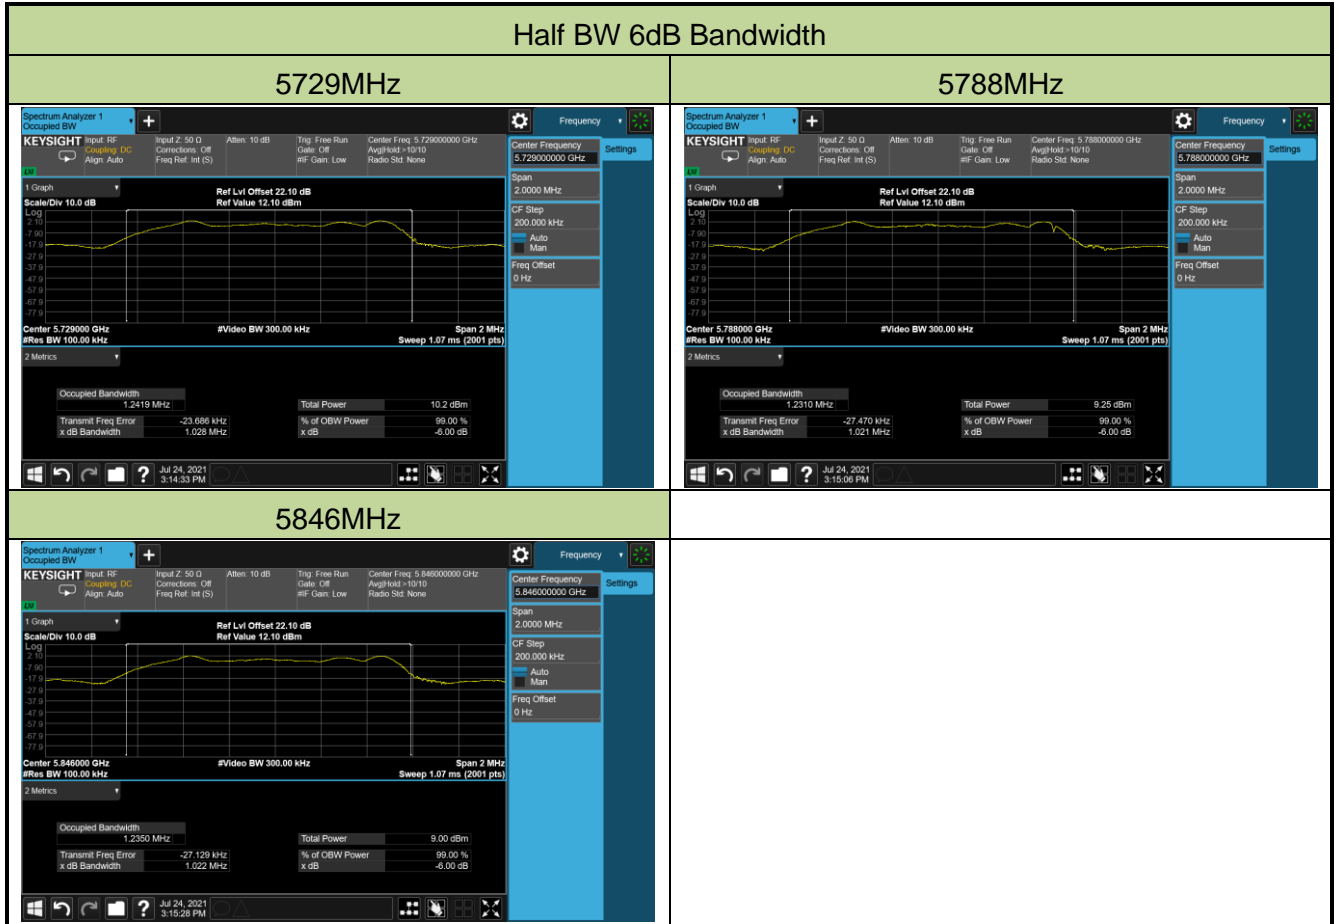 Half BW 6dB Bandwidth
5729MHz
5788MHz
Spectrum Analyzer 1
Occupied BW
KEYSIGHT
Input: RF
Coupling: DC
Align: Auto
Input Z: 50 Ω
Corrections: Off
Freq Ref: Int (S)
Atten: 10 dB
Trig: Free Run
Gate: Off
#IF Gain: Low
Center Freq: 5.729000000 GHz
Avg|Hold:>10/10
Radio Std: None
Frequency
Settings
Center Frequency
5.729000000 GHz
Span
2.0000 MHz
CF Step
200.000 kHz
Auto
Man
Freq Offset
0 Hz
1 Graph
Scale/Div 10.0 dB
Ref Lvl Offset 22.10 dB
Ref Value 12.10 dBm
Log
2.10
-7.90
-17.9
-27.9
-37.9
-47.9
-57.9
-67.9
-77.9
Center 5.729000 GHz
#Res BW 100.00 kHz
#Video BW 300.00 kHz
Span 2 MHz
Sweep 1.07 ms (2001 pts)
2 Metrics
Occupied Bandwidth
1.2419 MHz
Transmit Freq Error -23.686 kHz
x dB Bandwidth 1.028 MHz
Total Power 10.2 dBm
% of OBW Power 99.00 %
x dB -6.00 dB
Jul 24, 2021
3:14:33 PM
Spectrum Analyzer 1
Occupied BW
KEYSIGHT
Input: RF
Coupling: DC
Align: Auto
Input Z: 50 Ω
Corrections: Off
Freq Ref: Int (S)
Atten: 10 dB
Trig: Free Run
Gate: Off
#IF Gain: Low
Center Freq: 5.788000000 GHz
Avg|Hold:>10/10
Radio Std: None
Frequency
Settings
Center Frequency
5.788000000 GHz
Span
2.0000 MHz
CF Step
200.000 kHz
Auto
Man
Freq Offset
0 Hz
1 Graph
Scale/Div 10.0 dB
Ref Lvl Offset 22.10 dB
Ref Value 12.10 dBm
Log
2.10
-7.90
-17.9
-27.9
-37.9
-47.9
-57.9
-67.9
-77.9
Center 5.788000 GHz
#Res BW 100.00 kHz
#Video BW 300.00 kHz
Span 2 MHz
Sweep 1.07 ms (2001 pts)
2 Metrics
Occupied Bandwidth
1.2310 MHz
Transmit Freq Error -27.470 kHz
x dB Bandwidth 1.021 MHz
Total Power 9.25 dBm
% of OBW Power 99.00 %
x dB -6.00 dB
Jul 24, 2021
3:15:06 PM
5846MHz
Spectrum Analyzer 1
Occupied BW
KEYSIGHT
Input: RF
Coupling: DC
Align: Auto
Input Z: 50 Ω
Corrections: Off
Freq Ref: Int (S)
Atten: 10 dB
Trig: Free Run
Gate: Off
#IF Gain: Low
Center Freq: 5.846000000 GHz
Avg|Hold:>10/10
Radio Std: None
Frequency
Settings
Center Frequency
5.846000000 GHz
Span
2.0000 MHz
CF Step
200.000 kHz
Auto
Man
Freq Offset
0 Hz
1 Graph
Scale/Div 10.0 dB
Ref Lvl Offset 22.10 dB
Ref Value 12.10 dBm
Log
2.10
-7.90
-17.9
-27.9
-37.9
-47.9
-57.9
-67.9
-77.9
Center 5.846000 GHz
#Res BW 100.00 kHz
#Video BW 300.00 kHz
Span 2 MHz
Sweep 1.07 ms (2001 pts)
2 Metrics
Occupied Bandwidth
1.2350 MHz
Transmit Freq Error -27.129 kHz
x dB Bandwidth 1.022 MHz
Total Power 9.00 dBm
% of OBW Power 99.00 %
x dB -6.00 dB
Jul 24, 2021
3:15:28 PM